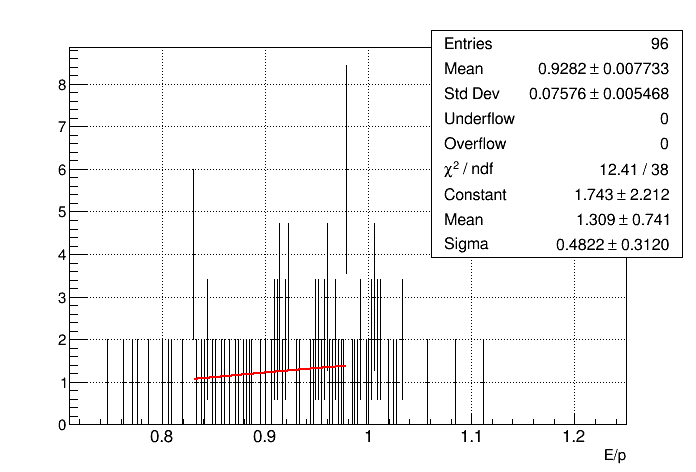 Entries 96
Mean 0.9282 ± 0.007733
Std Dev 0.07576 ± 0.005468
Underflow 0
Overflow 0
χ² / ndf 12.41 / 38
Constant 1.743 ± 2.212
Mean 1.309 ± 0.741
Sigma 0.4822 ± 0.3120
8
7
6
5
4
3
2
1
0
0.8 0.9 1 1.1 1.2
E/p